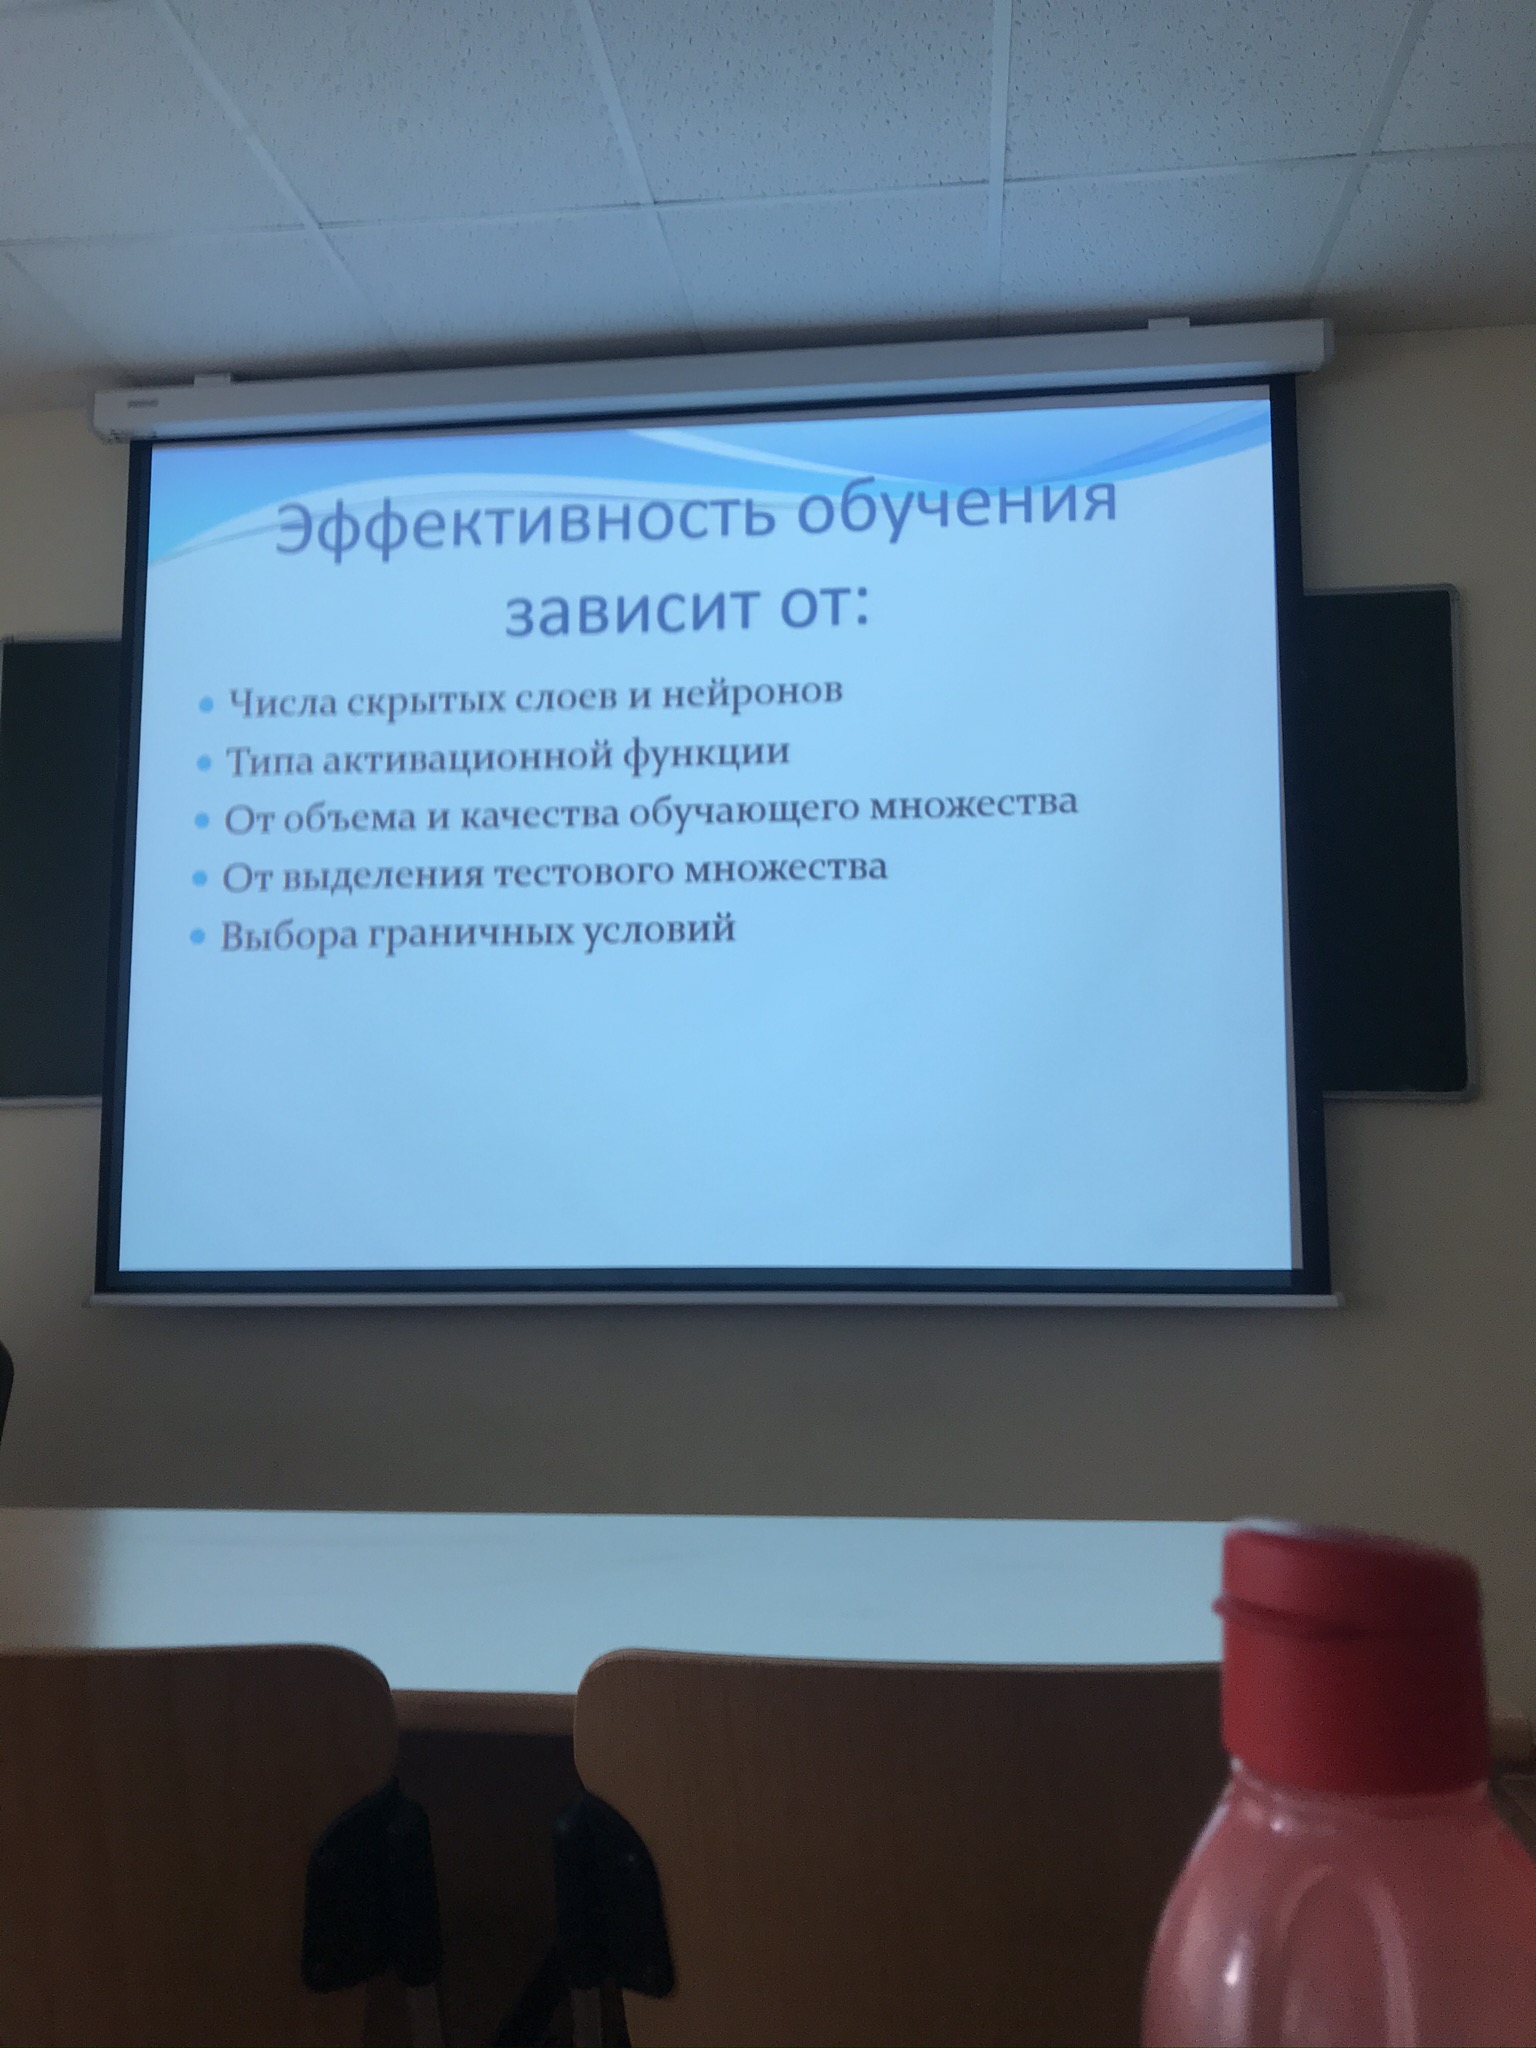 Эффективность обучения
зависит от:
• Числа скрытых слоев и нейронов
• Типа активационной функции
• От объема и качества обучающего множества
• От выделения тестового множества
• Выбора граничных условий